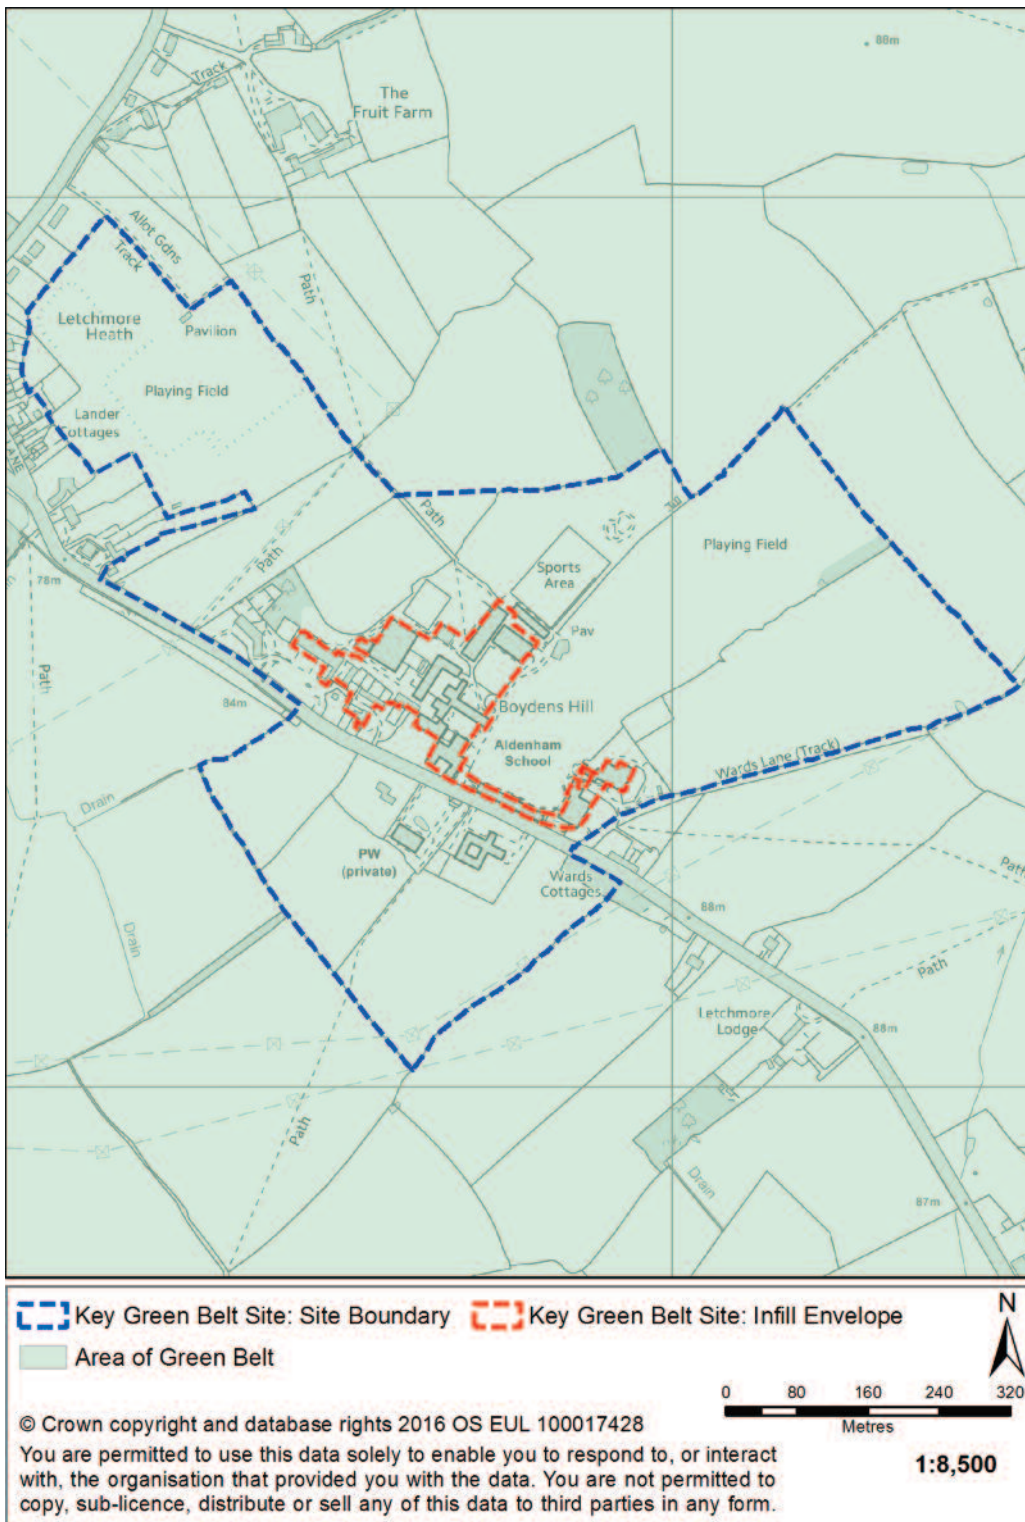 88m
Track
The
Fruit Farm
Allot Gdns
Track
Path
Letchmore
Heath
Pavilion
Playing Field
Lander
Cottages
LANE
Path
Playing Field
Sports
Area
Path
78m
Pav
Path
84m
Boydens Hill
Aldenham
School
Wards Lane (Track)
Drain
PW
(private)
Wards
Cottages
Path
88m
Drain
Path
Letchmore
Lodge
88m
Path
Drain
87m
Key Green Belt Site: Site Boundary
Key Green Belt Site: Infill Envelope
N
Area of Green Belt
0 80 160 240 320
Metres
© Crown copyright and database rights 2016 OS EUL 100017428
You are permitted to use this data solely to enable you to respond to, or interact
with, the organisation that provided you with the data. You are not permitted to
copy, sub-licence, distribute or sell any of this data to third parties in any form.
1:8,500